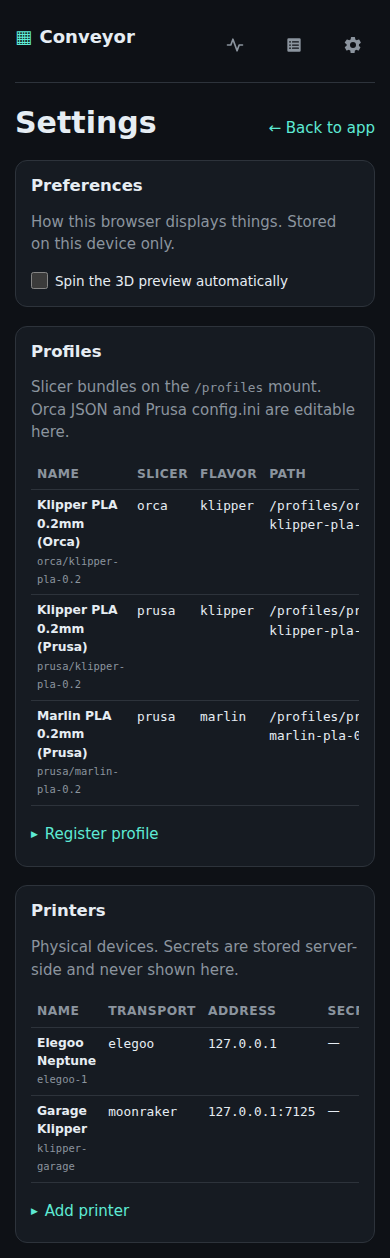 Conveyor
Settings
← Back to app
Preferences
How this browser displays things. Stored
on this device only.
Spin the 3D preview automatically
Profiles
Slicer bundles on the /profiles mount.
Orca JSON and Prusa config.ini are editable
here.
NAME SLICER FLAVOR PATH
Klipper PLA
0.2mm
(Orca)
orca/klipper-
pla-0.2
orca klipper /profiles/or
klipper-pla-
Klipper PLA
0.2mm
(Prusa)
prusa/klipper-
pla-0.2
prusa klipper /profiles/pr
klipper-pla-
Marlin PLA
0.2mm
(Prusa)
prusa/marlin-
pla-0.2
prusa marlin /profiles/pr
marlin-pla-0
▸ Register profile
Printers
Physical devices. Secrets are stored server-
side and never shown here.
NAME TRANSPORT ADDRESS SECR
Elegoo
Neptune
elegoo-1
elegoo 127.0.0.1 —
Garage
Klipper
klipper-
garage
moonraker 127.0.0.1:7125 —
▸ Add printer